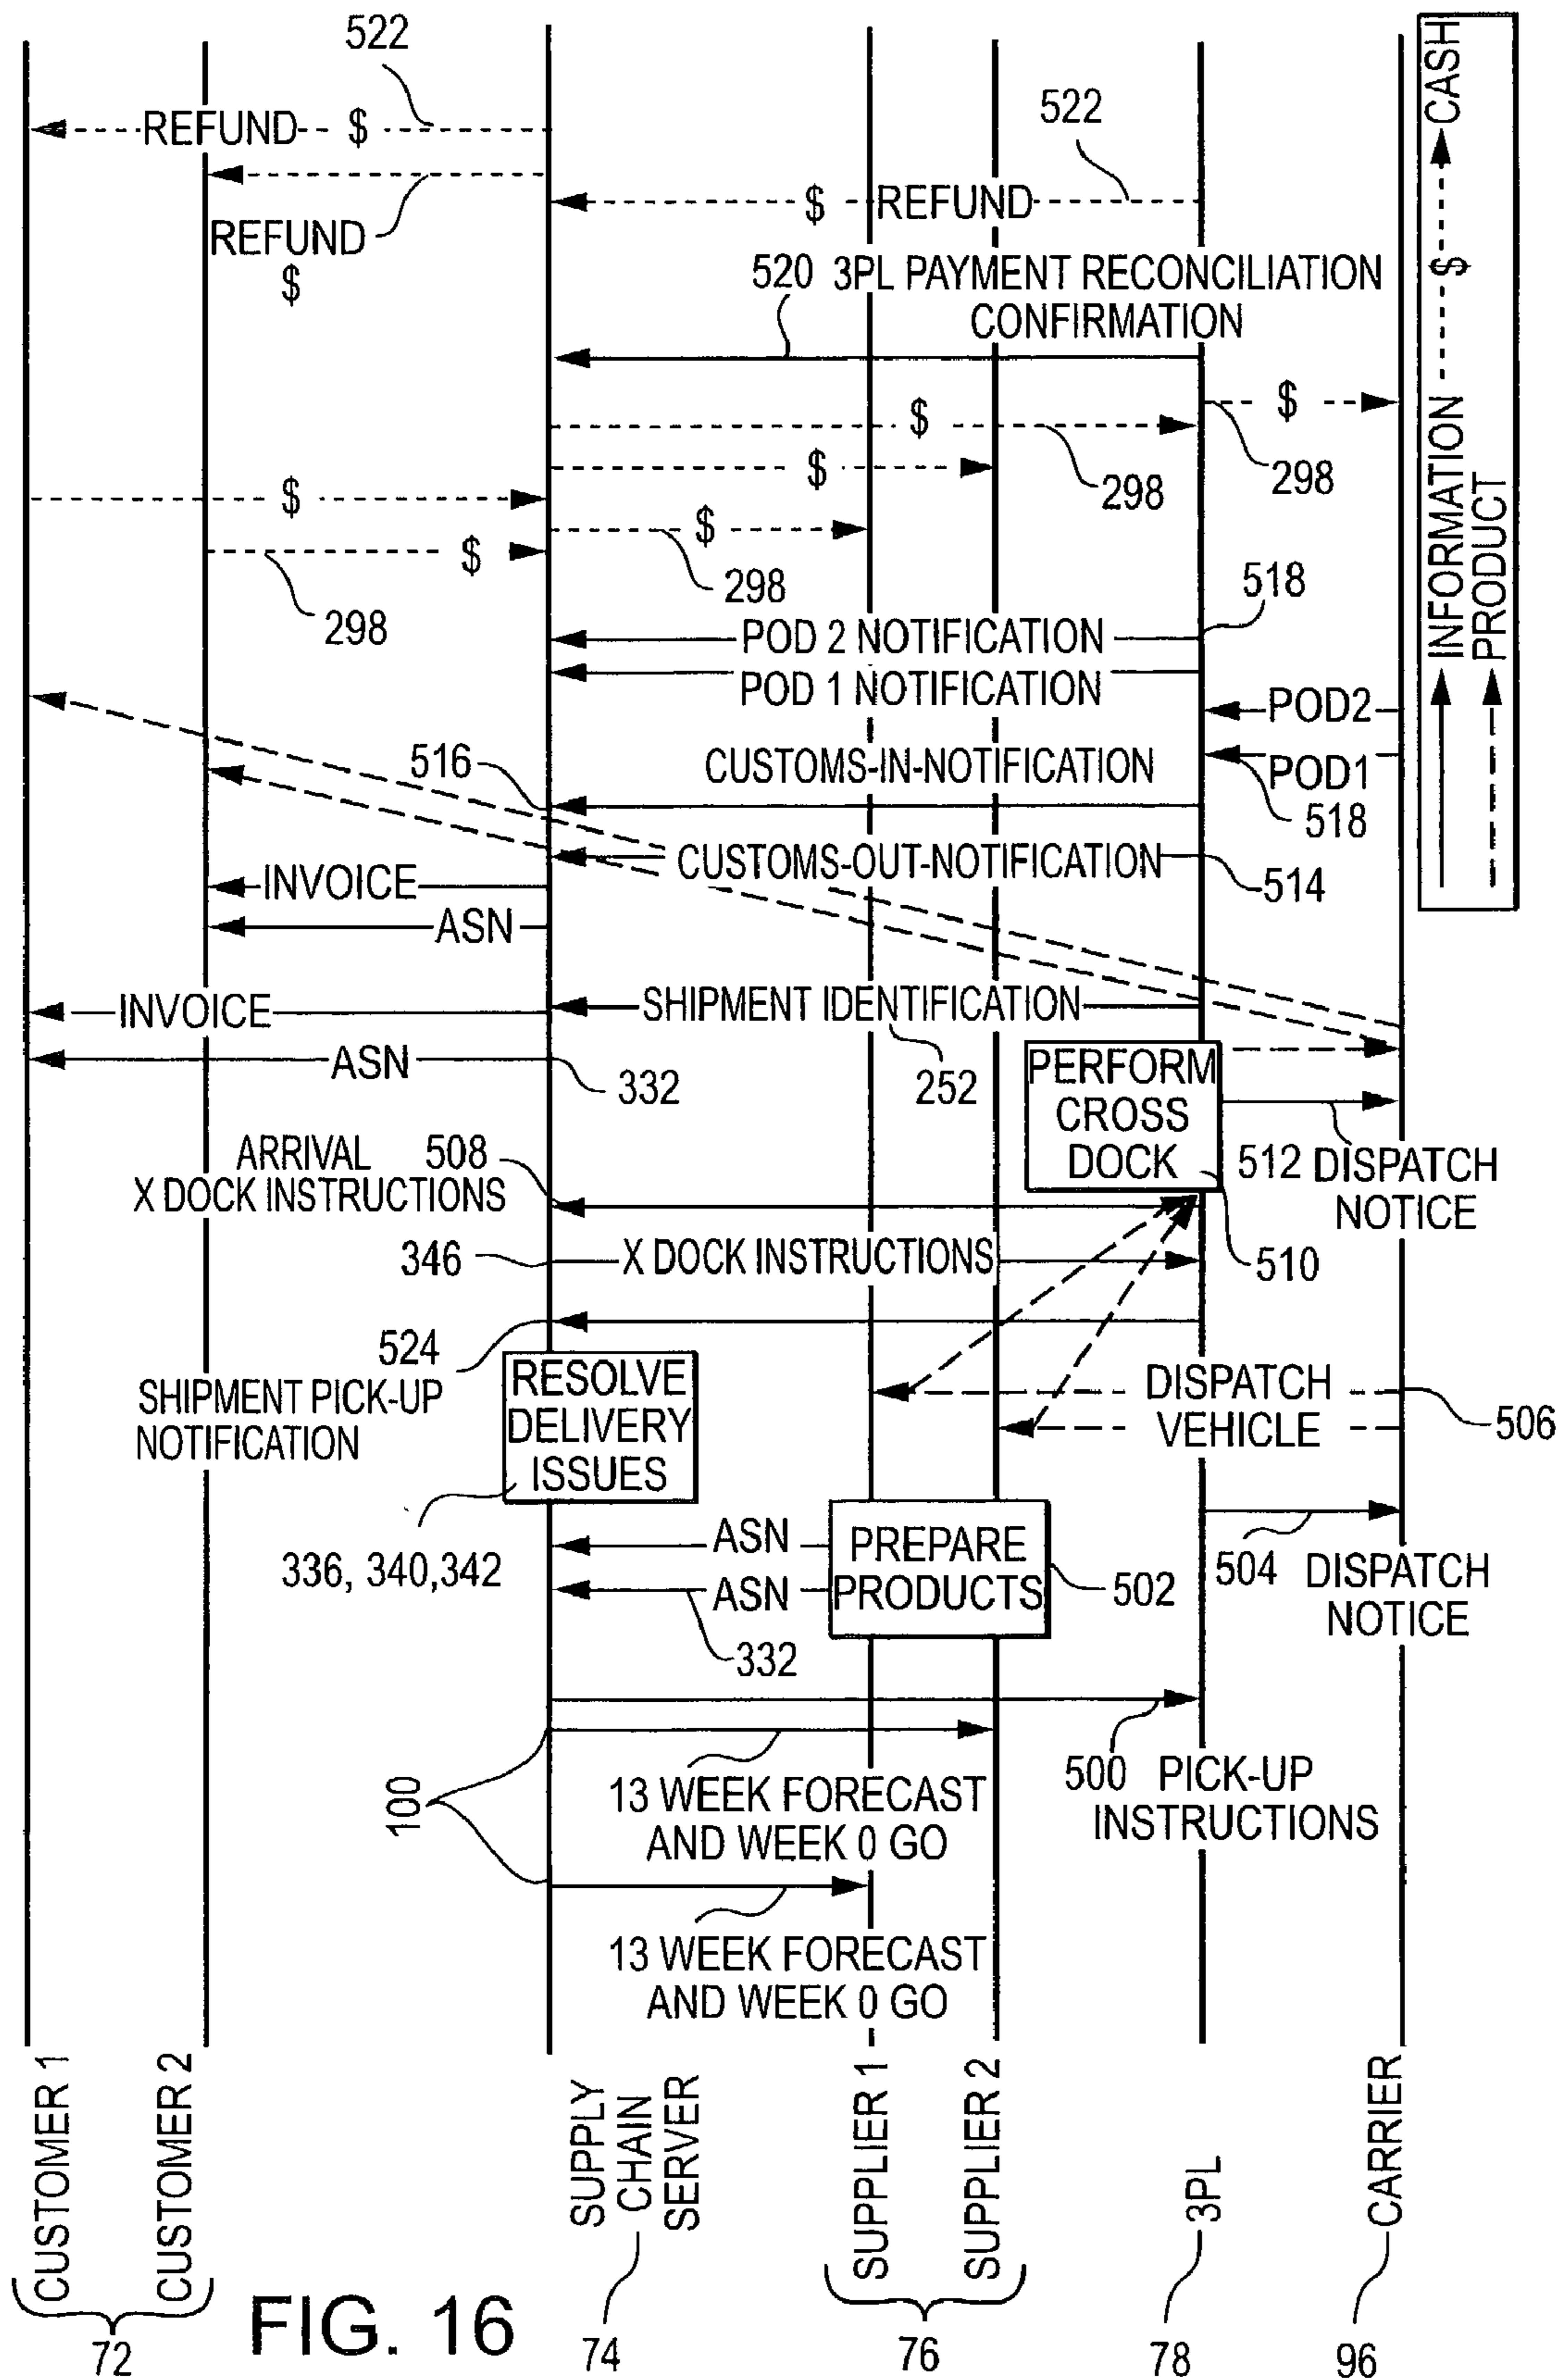 522
REFUND $
522
$ REFUND
REFUND
$
520 3PL PAYMENT RECONCILIATION
CONFIRMATION
$
$
298
298
$
$
$
298
$
298
518
POD 2 NOTIFICATION
POD 1 NOTIFICATION
POD2
516
CUSTOMS-IN-NOTIFICATION
POD1
518
CUSTOMS-OUT-NOTIFICATION
514
INVOICE
ASN
INVOICE
SHIPMENT IDENTIFICATION
ASN
332
252
PERFORM
CROSS
DOCK
512 DISPATCH
NOTICE
ARRIVAL 508
X DOCK INSTRUCTIONS
346
X DOCK INSTRUCTIONS
510
524
SHIPMENT PICK-UP
NOTIFICATION
RESOLVE
DELIVERY
ISSUES
DISPATCH
VEHICLE
506
336, 340,342
ASN
ASN
332
PREPARE
PRODUCTS
502
504 DISPATCH
NOTICE
100
13 WEEK FORECAST
AND WEEK 0 GO
500 PICK-UP
INSTRUCTIONS
13 WEEK FORECAST
AND WEEK 0 GO
CUSTOMER 1
CUSTOMER 2
SUPPLY
CHAIN
SERVER
SUPPLIER 1
SUPPLIER 2
3PL
CARRIER
72
FIG. 16
74
76
78
96
INFORMATION $ CASH
PRODUCT